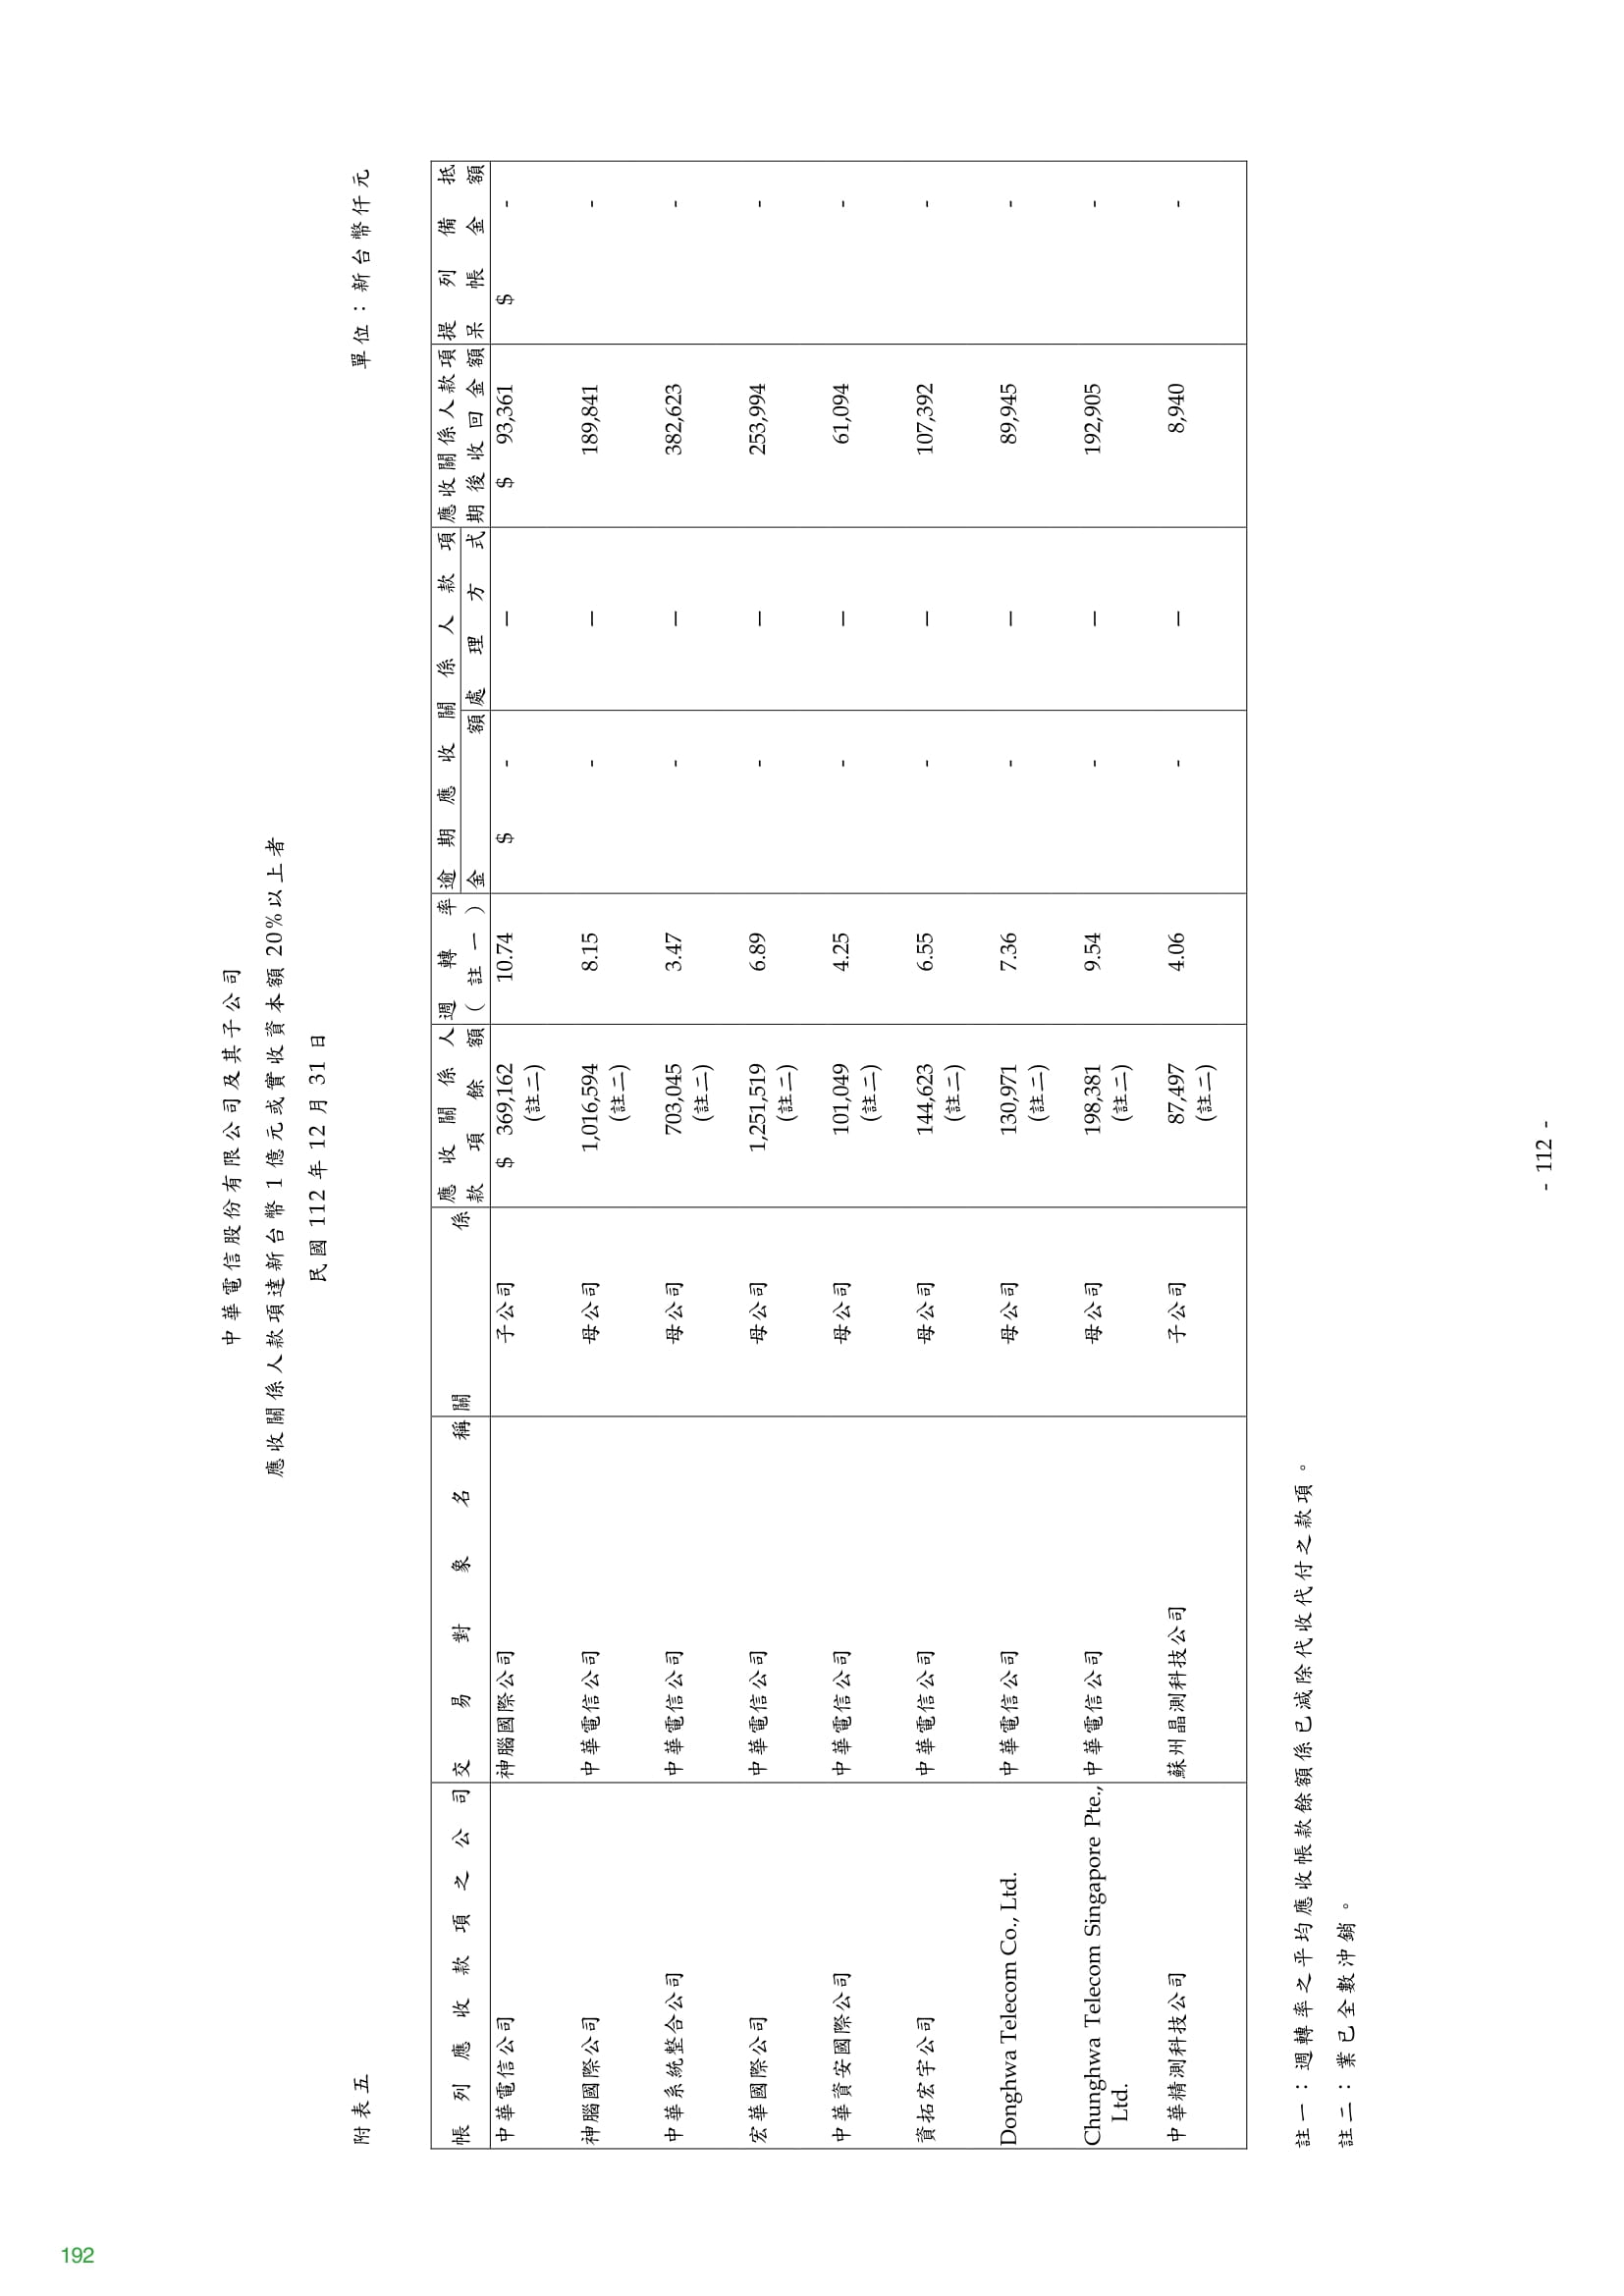 中華電信股份有限公司及其子公司
應收關係人款項達新台幣1億元或實收資本額20%以上者
民國112年12月31日
附表五
單位：新台幣仟元
帳列應收款項之公司 交易對象名稱 關係 應收關係人款項餘額 週轉率（註一） 逾期應收關係人款項 應收關係人款項期後收回金額 提列備抵呆帳金額
金額 處理方式
中華電信公司 神腦國際公司 子公司 $ 369,162 10.74 $ - － $ 93,361 $ -
(註二)
神腦國際公司 中華電信公司 母公司 1,016,594 8.15 - － 189,841 -
(註二)
中華系統整合公司 中華電信公司 母公司 703,045 3.47 - － 382,623 -
(註二)
宏華國際公司 中華電信公司 母公司 1,251,519 6.89 - － 253,994 -
(註二)
中華資安國際公司 中華電信公司 母公司 101,049 4.25 - － 61,094 -
(註二)
資拓宏宇公司 中華電信公司 母公司 144,623 6.55 - － 107,392 -
(註二)
Donghwa Telecom Co., Ltd. 中華電信公司 母公司 130,971 7.36 - － 89,945 -
(註二)
Chunghwa Telecom Singapore Pte., 中華電信公司 母公司 198,381 9.54 - － 192,905 -
Ltd. (註二)
中華精測科技公司 蘇州晶測科技公司 子公司 87,497 4.06 - － 8,940 -
(註二)
註一：週轉率之平均應收帳款餘額係已減除代收代付之款項。
註二：業已全數沖銷。
- 112 -
192